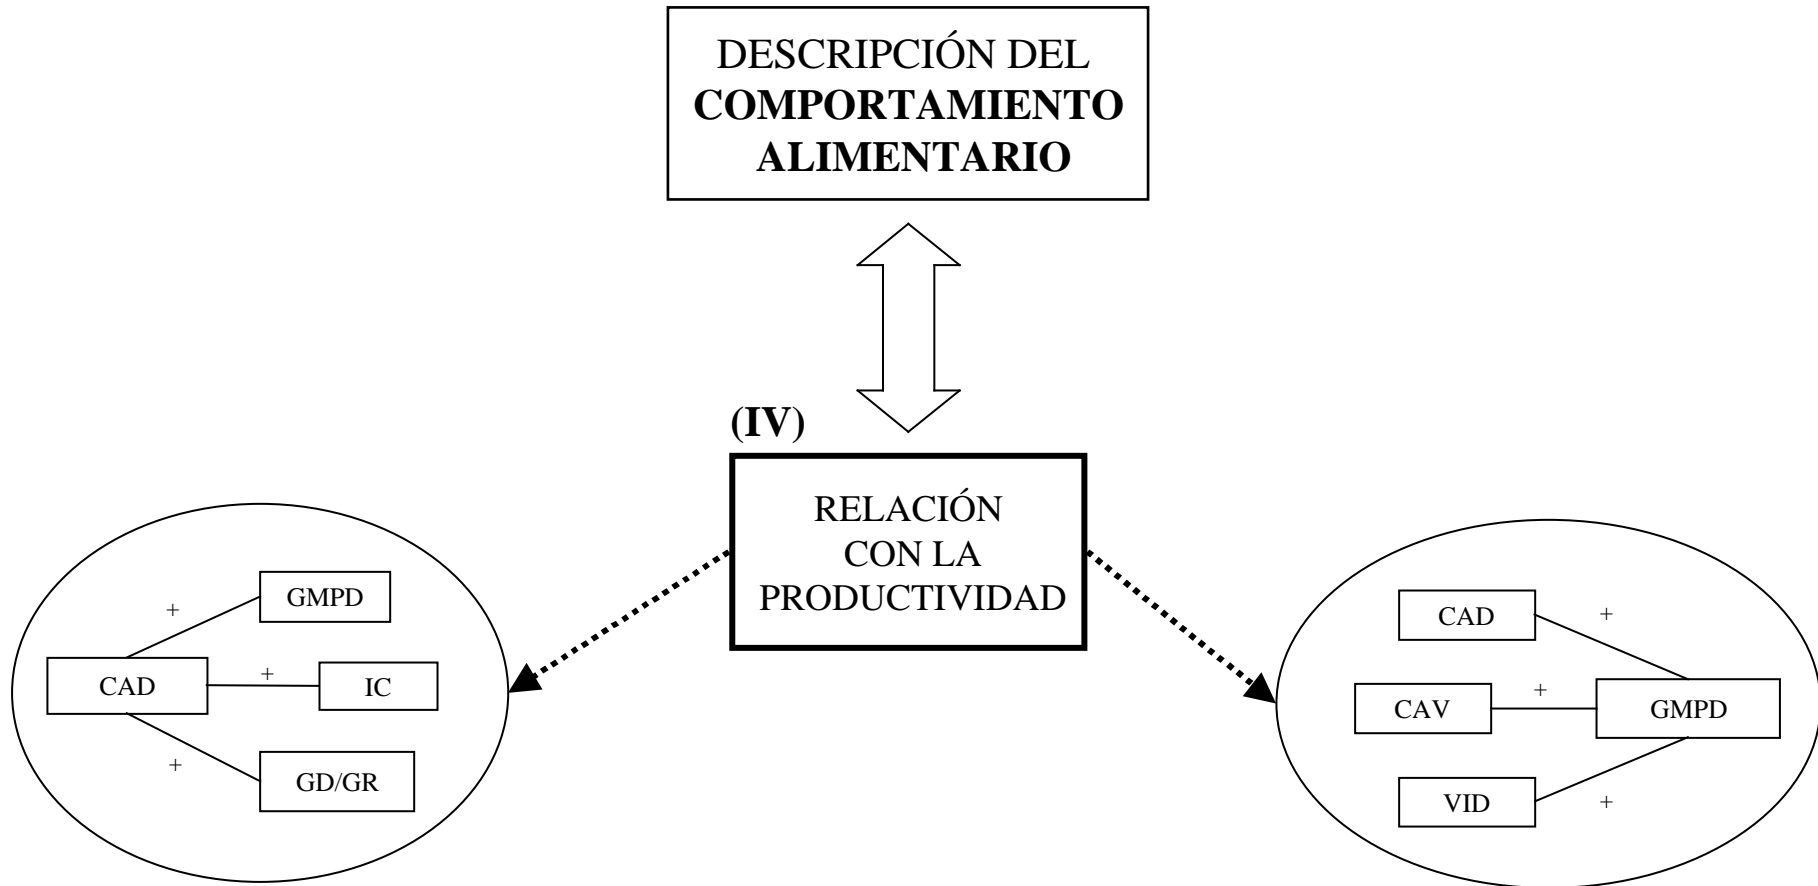 DESCRIPCIÓN DEL
COMPORTAMIENTO
ALIMENTARIO
(IV)
RELACIÓN
CON LA
PRODUCTIVIDAD
GMPD
+
CAD
+
IC
+
GD/GR
CAD
+
CAV
+
GMPD
VID
+